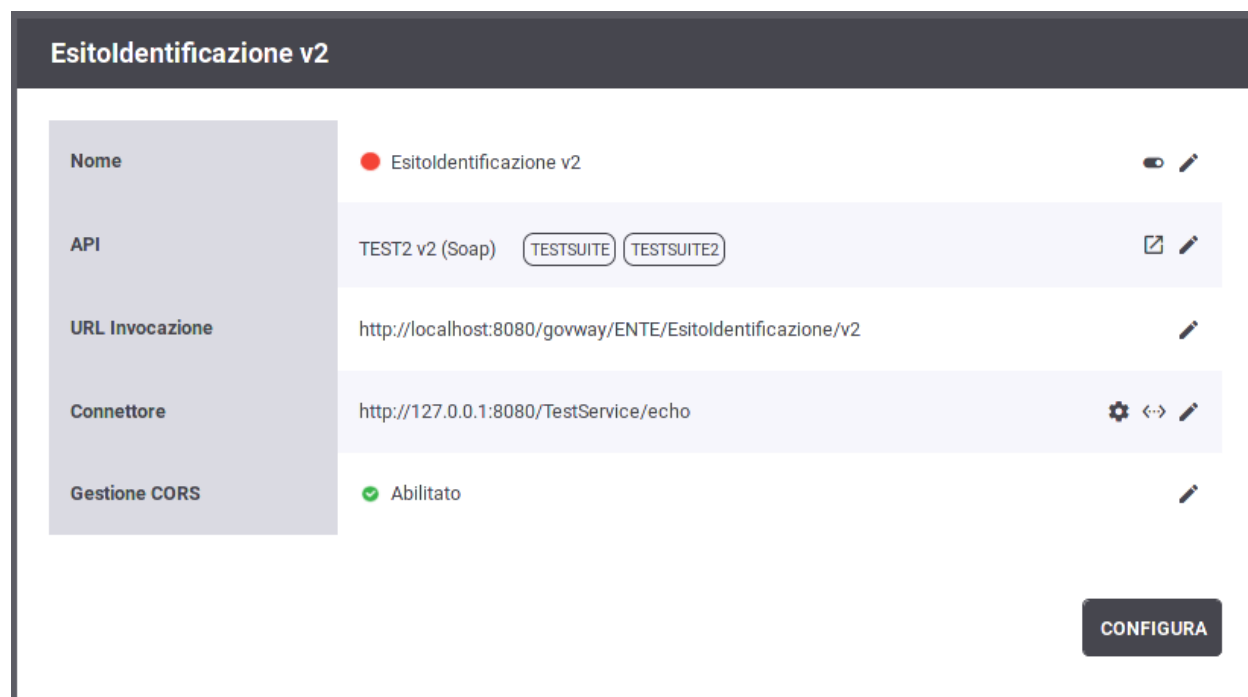 EsitoIdentificazione v2
Nome EsitoIdentificazione v2
API TEST2 v2 (Soap) TESTSUITE TESTSUITE2
URL Invocazione http://localhost:8080/govway/ENTE/EsitoIdentificazione/v2
Connettore http://127.0.0.1:8080/TestService/echo
Gestione CORS Abilitato
CONFIGURA